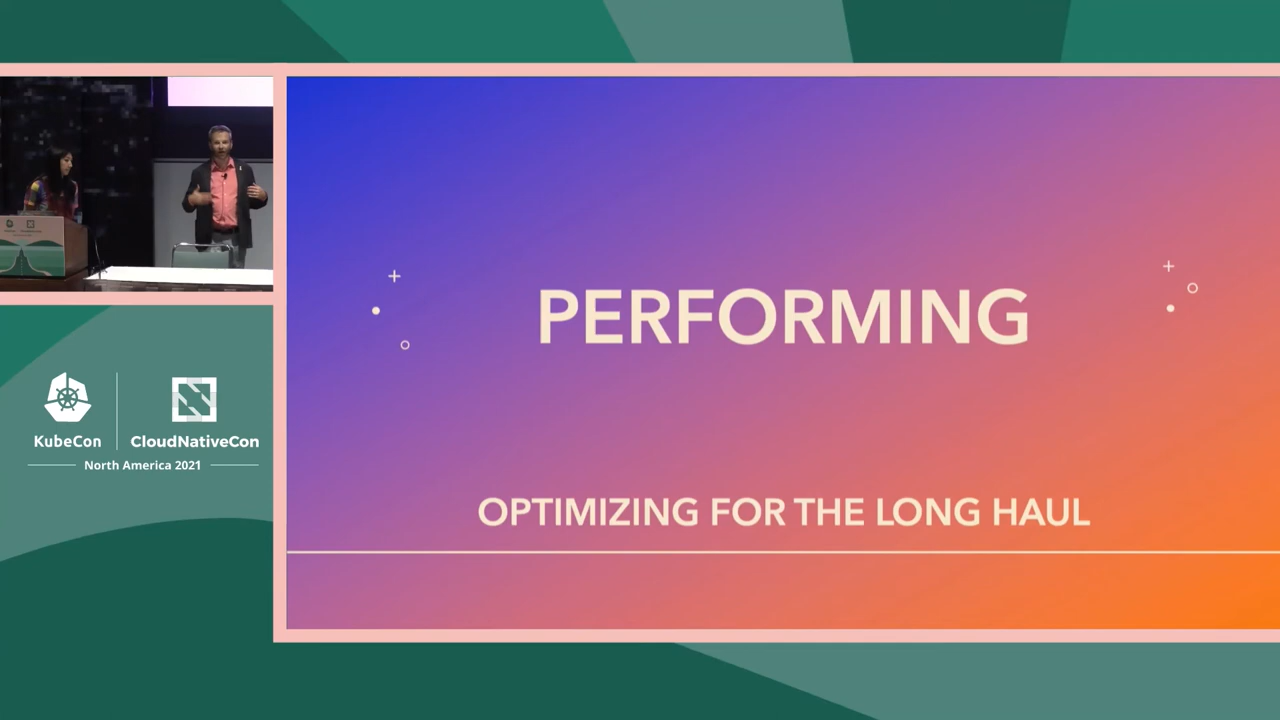 PERFORMING
OPTIMIZING FOR THE LONG HAUL
KubeCon
CloudNativeCon
North America 2021